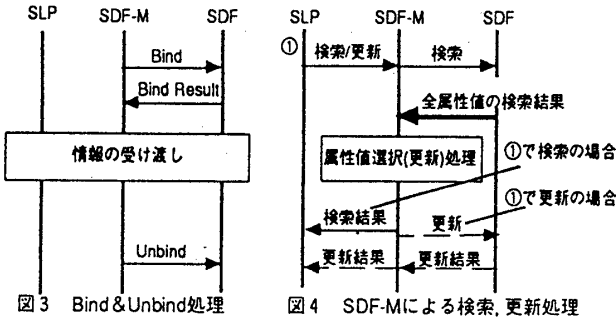 SLP SDF-M SDF
Bind
Bind Result
情報の受け渡し
Unbind
図3 Bind&Unbind処理
SLP SDF-M SDF
① 検索/更新 検索
全属性値の検索結果
属性値選択(更新)処理
①で検索の場合
①で更新の場合
検索結果
更新
更新結果 更新結果
図4 SDF-Mによる検索,更新処理